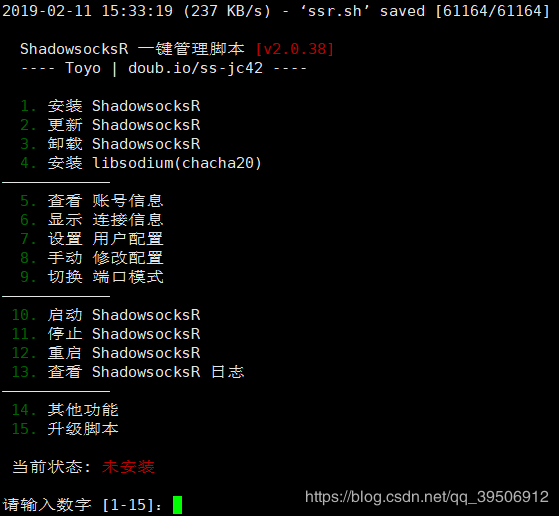 2019-02-11 15:33:19 (237 KB/s) - ‘ssr.sh’ saved [61164/61164]
ShadowsocksR 一键管理脚本 [v2.0.38]
---- Toyo | doub.io/ss-jc42 ----
1. 安装 ShadowsocksR
2. 更新 ShadowsocksR
3. 卸载 ShadowsocksR
4. 安装 libsodium(chacha20)
————————————
5. 查看 账号信息
6. 显示 连接信息
7. 设置 用户配置
8. 手动 修改配置
9. 切换 端口模式
————————————
10. 启动 ShadowsocksR
11. 停止 ShadowsocksR
12. 重启 ShadowsocksR
13. 查看 ShadowsocksR 日志
————————————
14. 其他功能
15. 升级脚本
当前状态: 未安装
请输入数字 [1-15]：
https://blog.csdn.net/qq_39506912